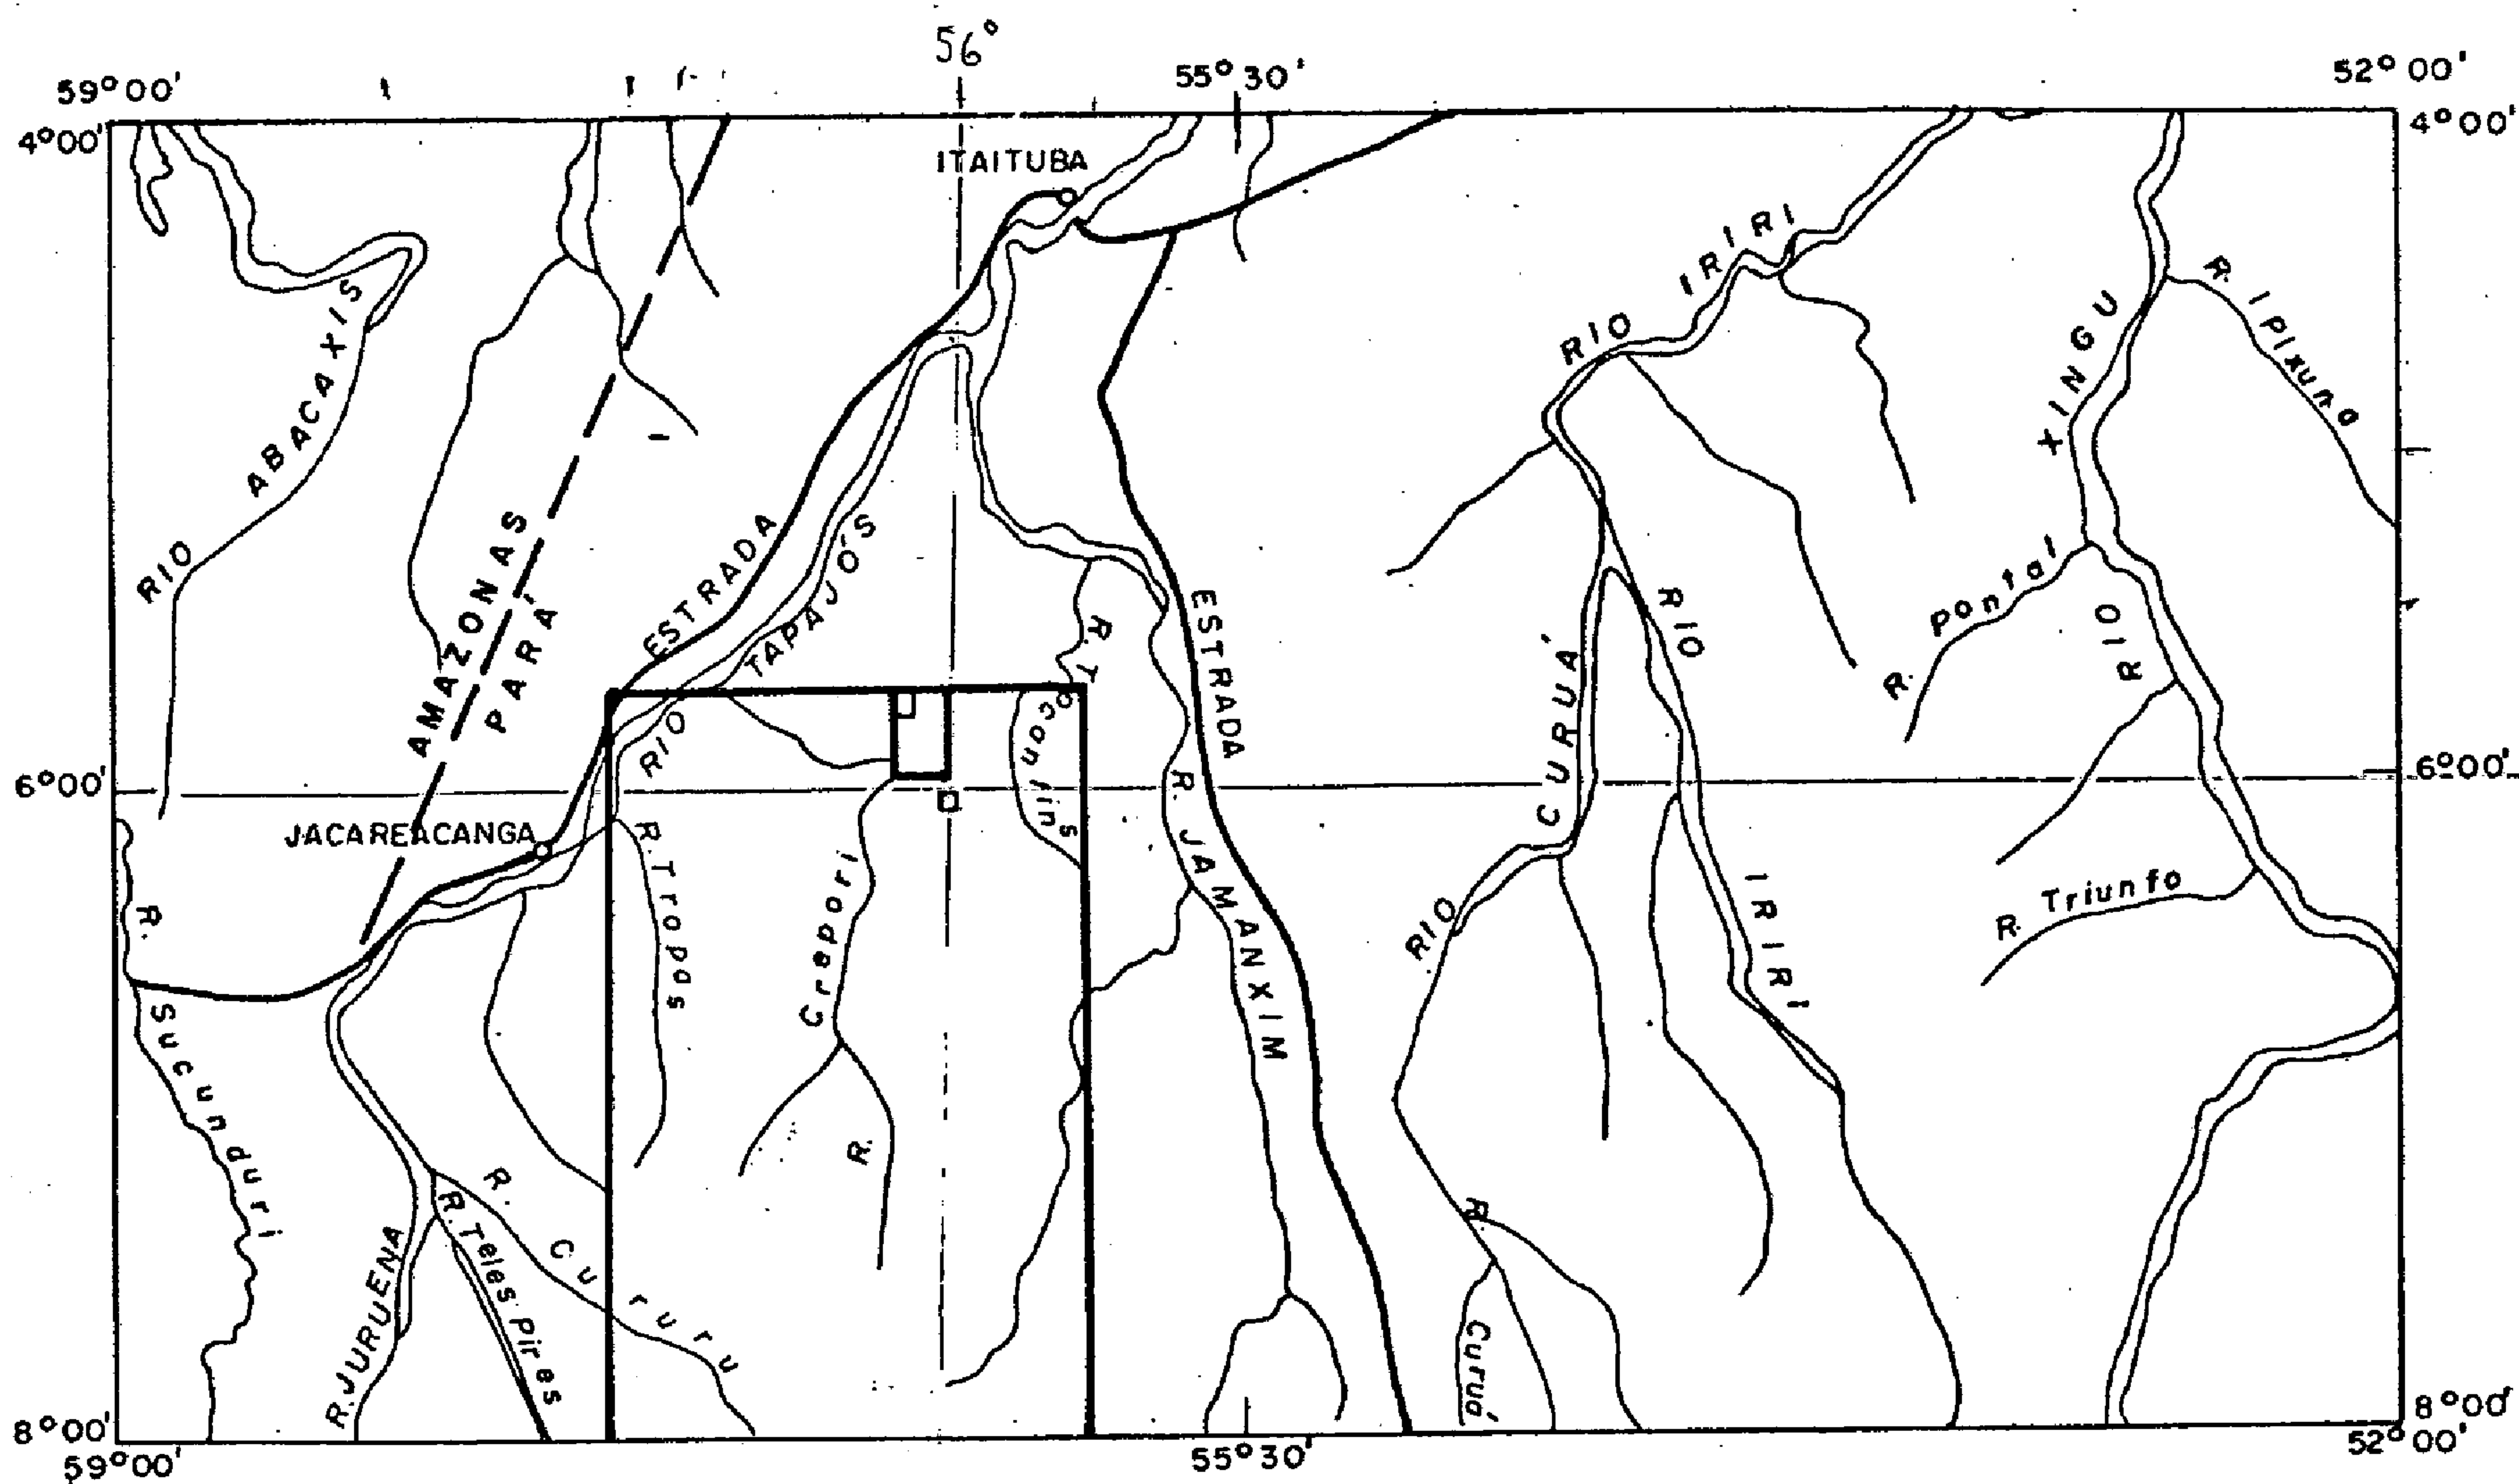 56°
59°00'
55°30'
52°00'
4°00'
4°00'
ITAITUBA
RIO ABACAXIS
RIO IRIRI
XINGU
R Ipixuna
AMAZONAS
PARÁ
ESTRADA
TAPAJÓS
RIO
R. Tocantins
ESTRADA
RIO
CURUÁ
RIO IRIRI
R. Pontal
RIO
6°00'
6°00'
JACAREACANGA
R. Tropas
R Crepori
R JAMANXIM
R. Triunfo
R. Sucunduri
R. JURUENA
R Teles Pires
R. Cururu
R
Curuá
8°00'
8°00'
59°00'
55°30'
52°00'